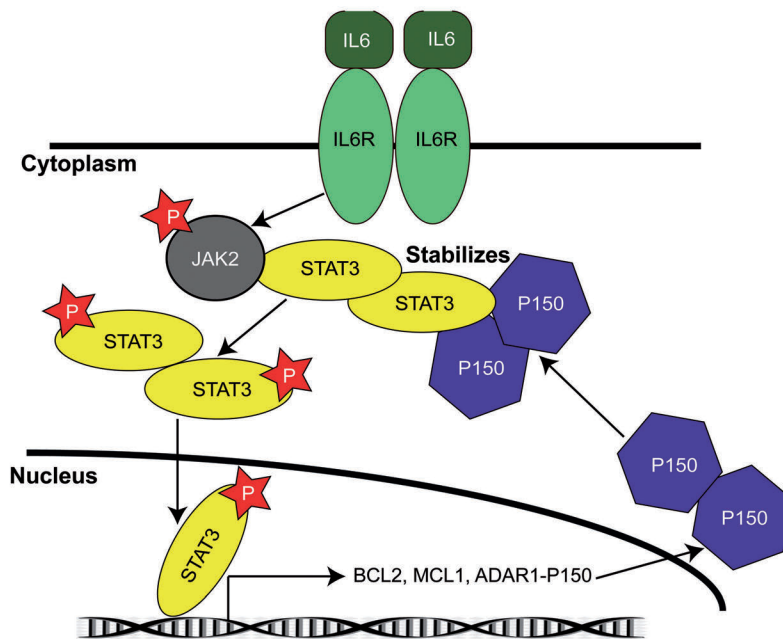 IL6 IL6
IL6R IL6R
Cytoplasm
P
JAK2
STAT3
Stabilizes
STAT3
P150
P150
P
STAT3
STAT3
P
P150
P150
Nucleus
P
STAT3
BCL2, MCL1, ADAR1-P150